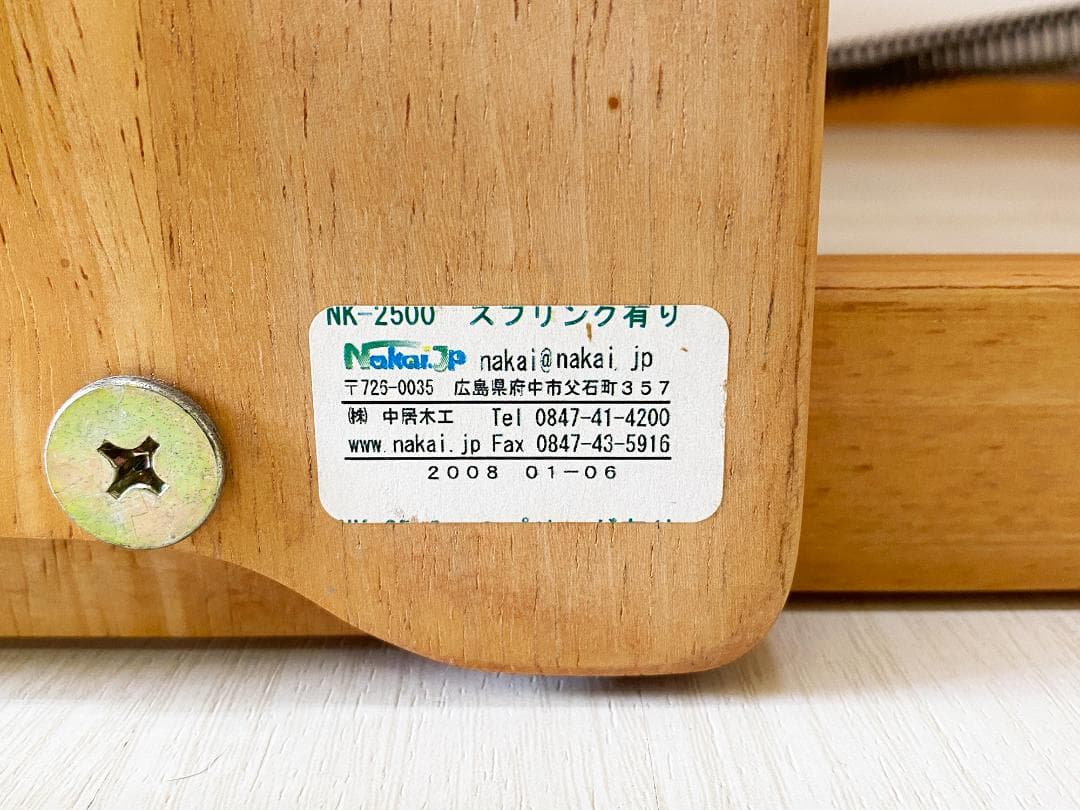 NK-2500 スプリング有り
Nakai.Jp nakai@nakai.jp
〒726-0035 広島県府中市父石町357
㈱ 中居木工 Tel 0847-41-4200
www.nakai.jp Fax 0847-43-5916
2008 01-06